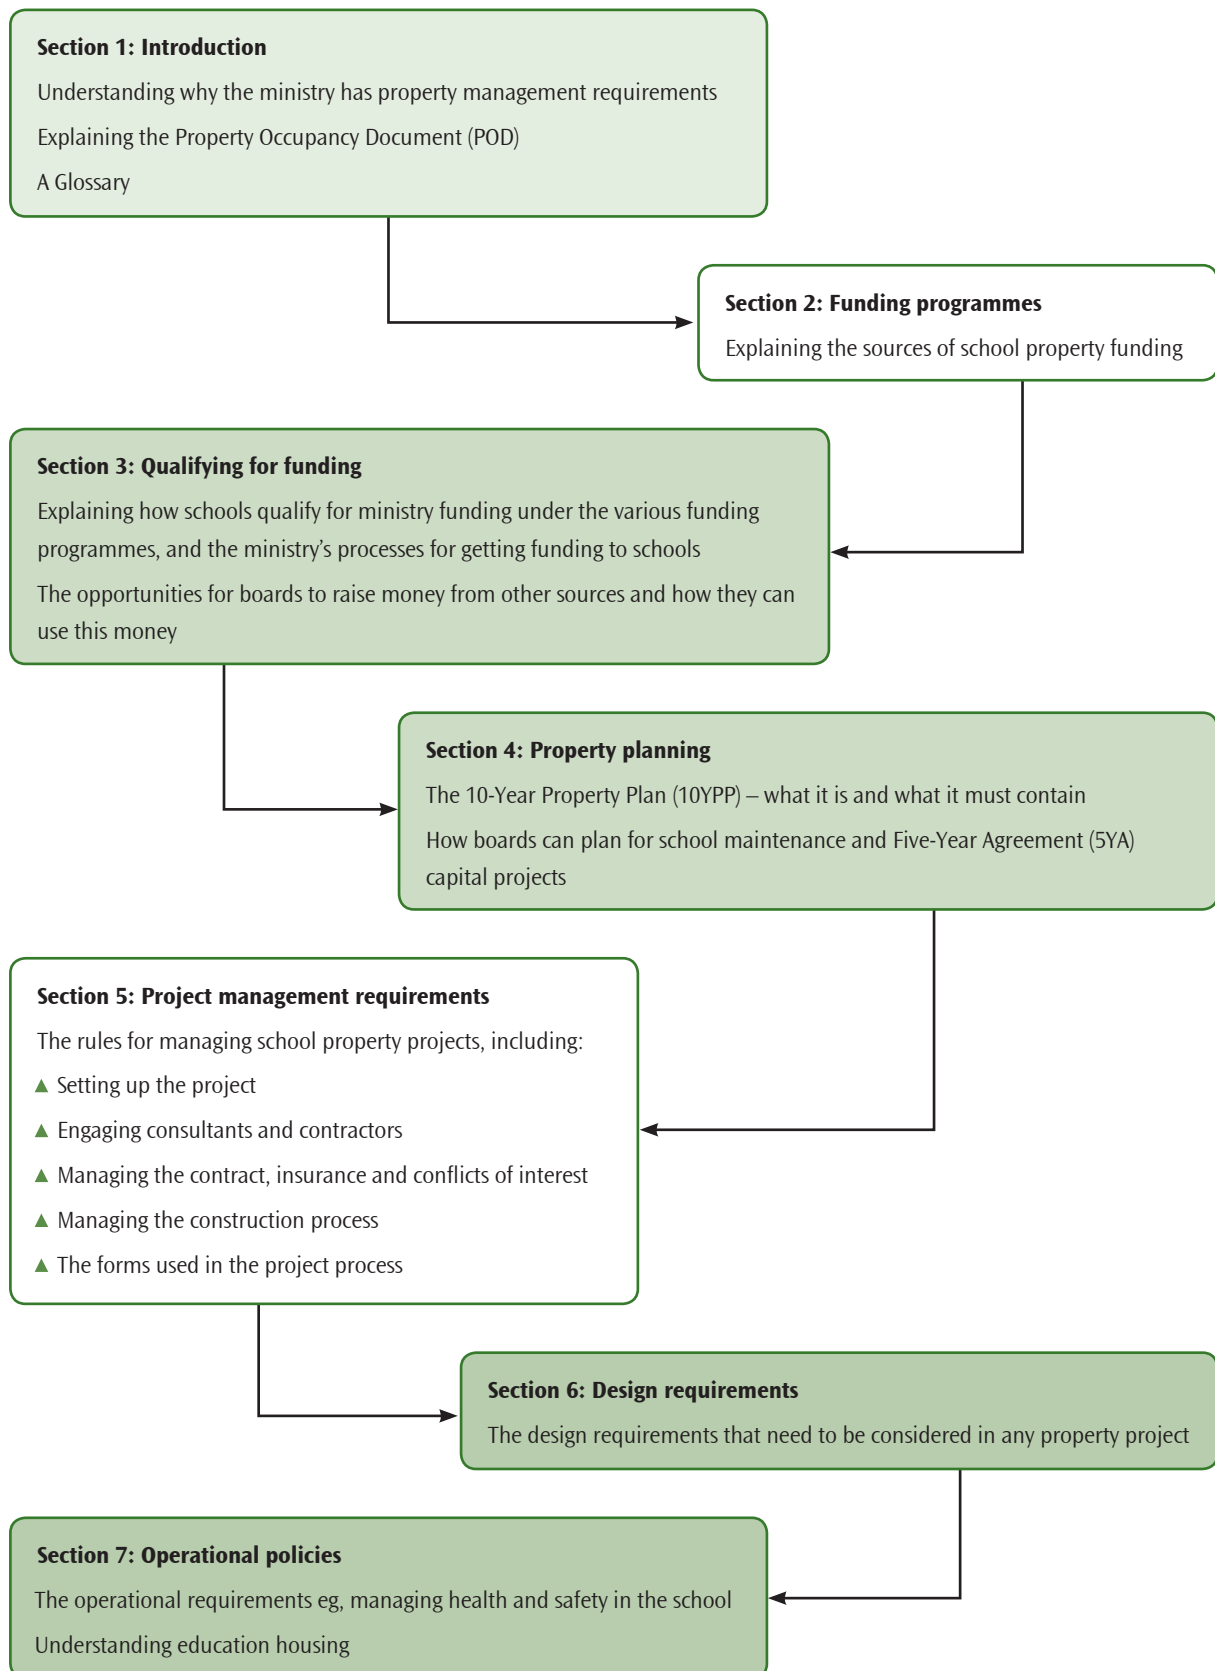 Section 1: Introduction
Understanding why the ministry has property management requirements
Explaining the Property Occupancy Document (POD)
A Glossary
Section 2: Funding programmes
Explaining the sources of school property funding
Section 3: Qualifying for funding
Explaining how schools qualify for ministry funding under the various funding
programmes, and the ministry's processes for getting funding to schools
The opportunities for boards to raise money from other sources and how they can
use this money
Section 4: Property planning
The 10-Year Property Plan (10YPP) – what it is and what it must contain
How boards can plan for school maintenance and Five-Year Agreement (5YA)
capital projects
Section 5: Project management requirements
The rules for managing school property projects, including:
▲ Setting up the project
▲ Engaging consultants and contractors
▲ Managing the contract, insurance and conflicts of interest
▲ Managing the construction process
▲ The forms used in the project process
Section 6: Design requirements
The design requirements that need to be considered in any property project
Section 7: Operational policies
The operational requirements eg, managing health and safety in the school
Understanding education housing